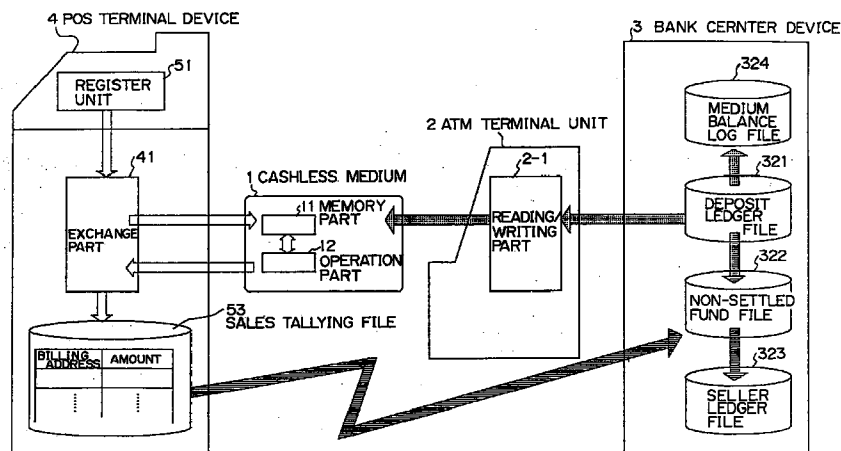 4 POS TERMINAL DEVICE
51
REGISTER
UNIT
41
EXCHANGE
PART
53
SALE'S TALLYING FILE
BILLING
ADDRESS
AMOUNT
1 CASHLESS MEDIUM
11 MEMORY
PART
12
OPERATION
PART
2 ATM TERMINAL UNIT
2-1
READING/
WRITING
PART
3 BANK CERNTER DEVICE
324
MEDIUM
BALANCE
LOG FILE
321
DEPOSIT
LEDGER
FILE
322
NON-SETTLED
FUND FILE
323
SELLER
LEDGER
FILE